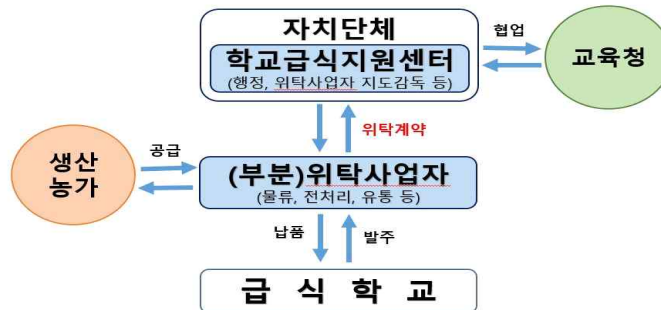 자치단체
학교급식지원센터
(행정, 위탁사업자 지도감독 등)
협업
교육청
위탁계약
생산
농가
공급
(부분)위탁사업자
(물류, 전처리, 유통 등)
납품
발주
급 식 학 교